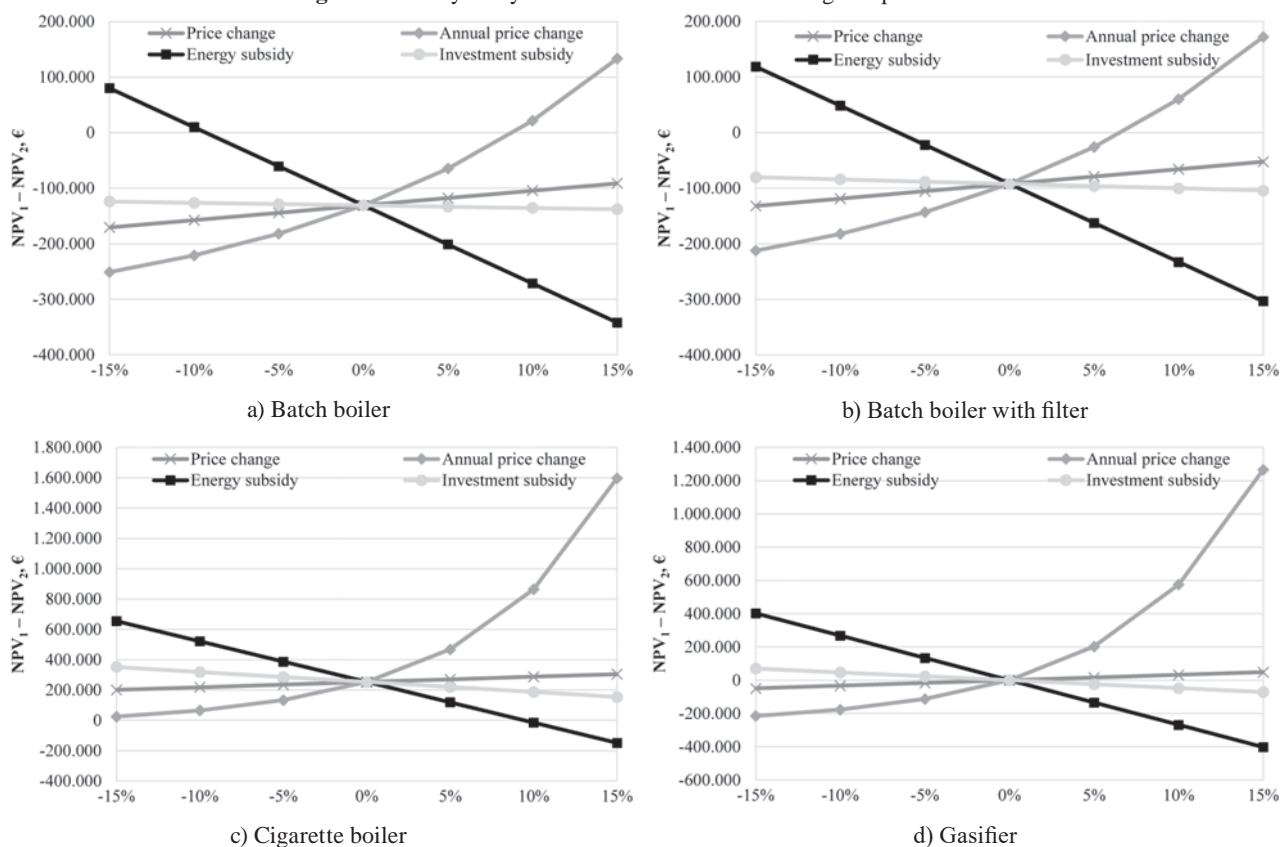 200.000
100.000
0
-100.000
-200.000
-300.000
-400.000
NPV1 – NPV2, €
Price change
Annual price change
Energy subsidy
Investment subsidy
-15% -10% -5% 0% 5% 10% 15%
a) Batch boiler
200.000
100.000
0
-100.000
-200.000
-300.000
-400.000
NPV1 – NPV2, €
Price change
Annual price change
Energy subsidy
Investment subsidy
-15% -10% -5% 0% 5% 10% 15%
b) Batch boiler with filter
1.800.000
1.600.000
1.400.000
1.200.000
1.000.000
800.000
600.000
400.000
200.000
0
-200.000
-400.000
NPV1 – NPV2, €
Price change
Annual price change
Energy subsidy
Investment subsidy
-15% -10% -5% 0% 5% 10% 15%
c) Cigarette boiler
1.400.000
1.200.000
1.000.000
800.000
600.000
400.000
200.000
0
-200.000
-400.000
-600.000
NPV1 – NPV2, €
Price change
Annual price change
Energy subsidy
Investment subsidy
-15% -10% -5% 0% 5% 10% 15%
d) Gasifier